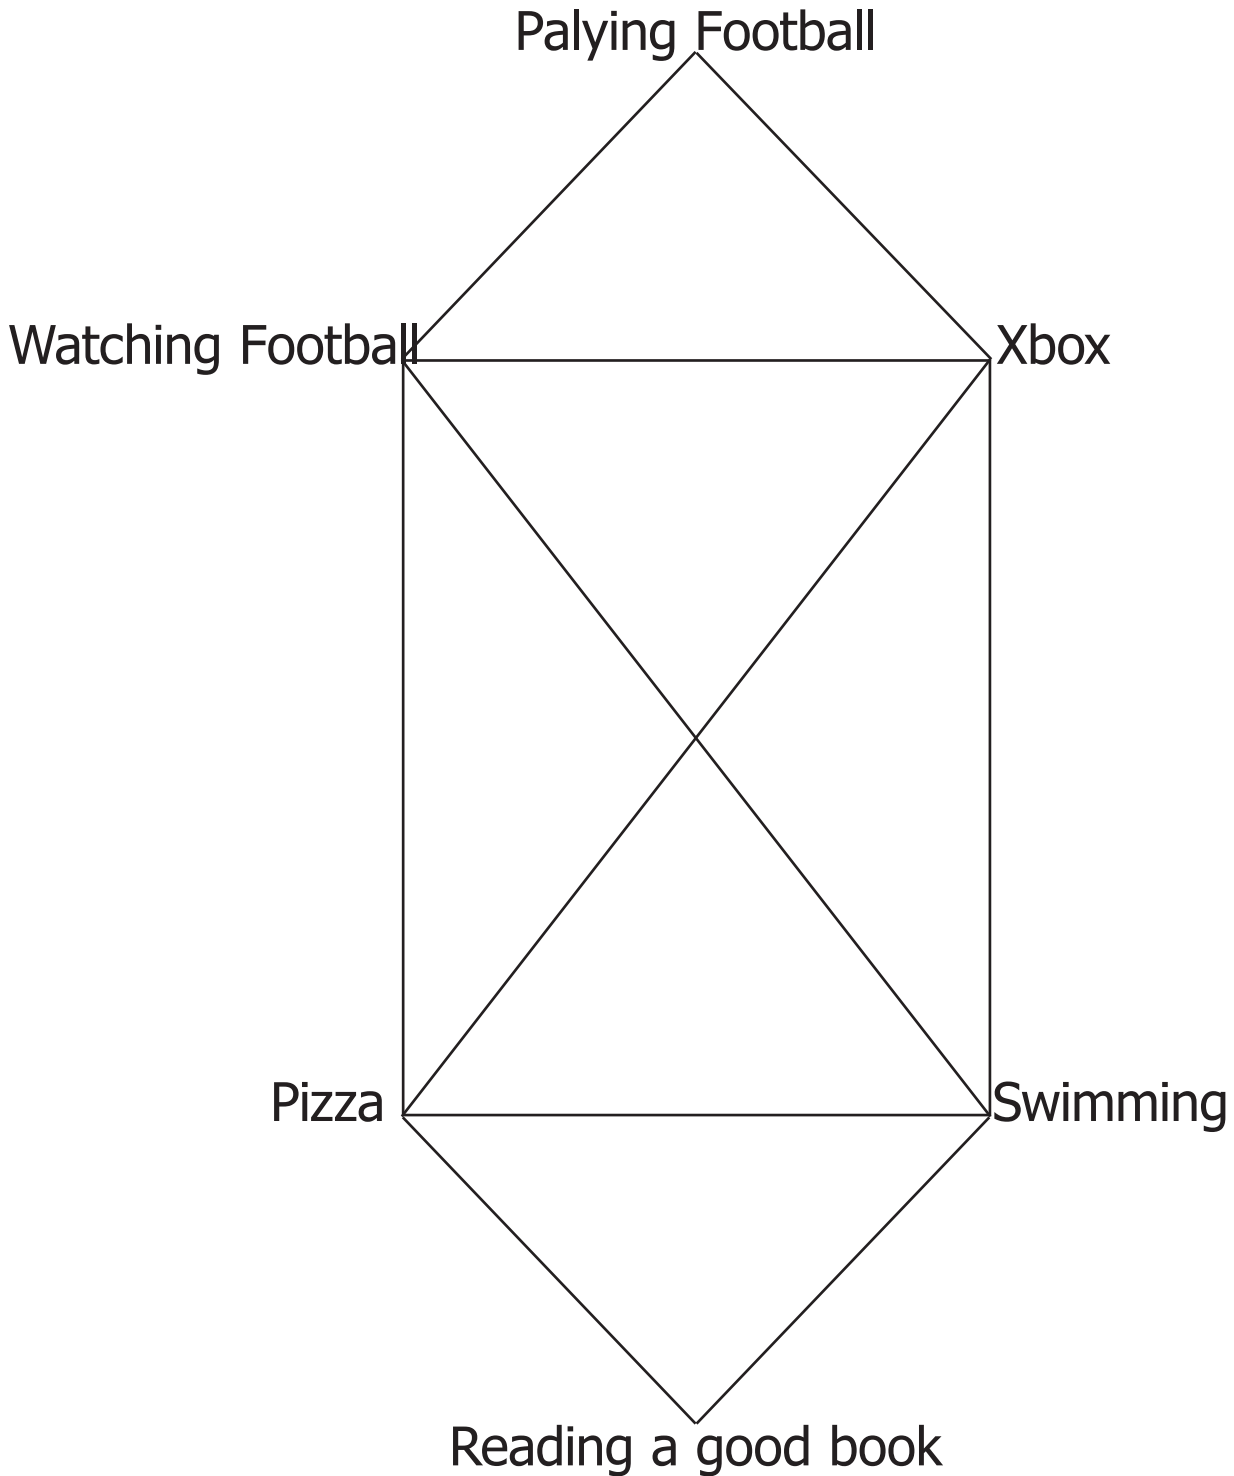 Palying Football
Watching Football
Xbox
Pizza
Swimming
Reading a good book